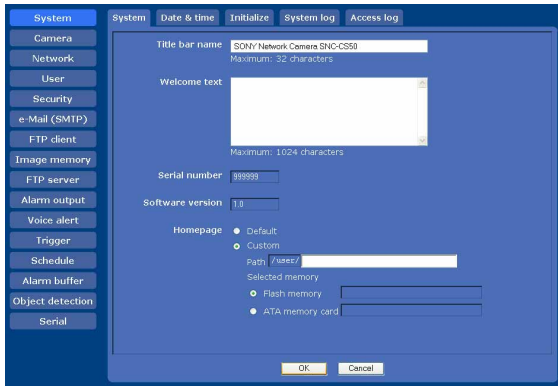 System
Camera
Network
User
Security
e-Mail (SMTP)
FTP client
Image memory
FTP server
Alarm output
Voice alert
Trigger
Schedule
Alarm buffer
Object detection
Serial
System Date & time Initialize System log Access log
Title bar name SONY Network Camera SNC-CS50
Maximum: 32 characters
Welcome text
Maximum: 1024 characters
Serial number 999999
Software version 1.0
Homepage Default
Custom
Path /user/
Selected memory
Flash memory
ATA memory card
OK Cancel